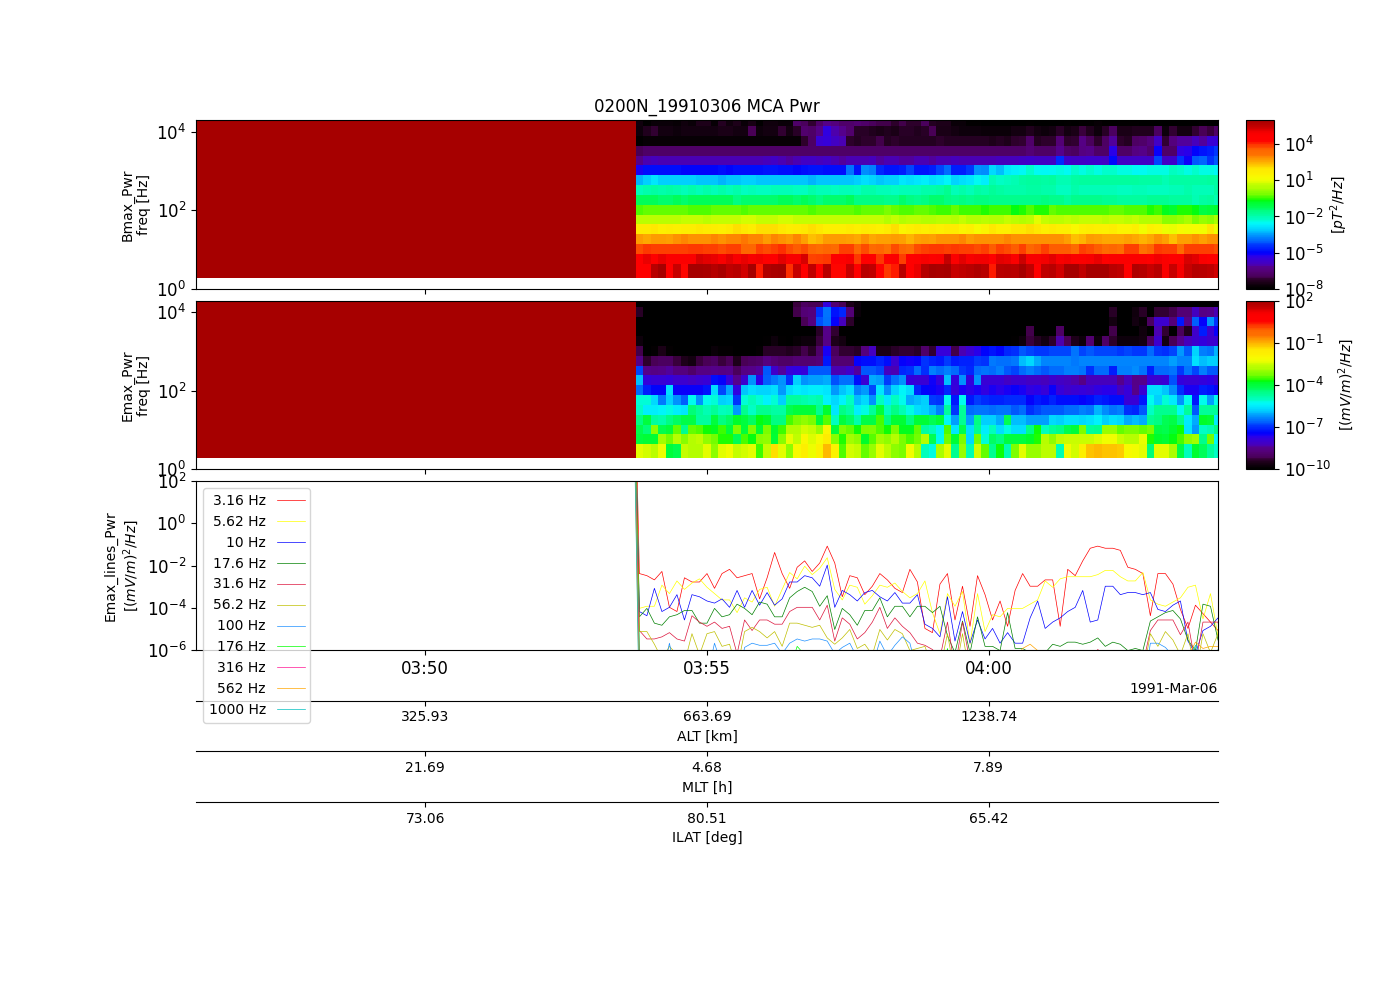 0200N_19910306 MCA Pwr
10^4
10^2
10^0
Bmax_Pwr
freq [Hz]
10^4
10^1
10^-2
10^-5
10^-8
[pT^2/Hz]
10^4
10^2
10^0
Emax_Pwr
freq [Hz]
10^2
10^-1
10^-4
10^-7
10^-10
[(mV/m)^2/Hz]
10^2
10^0
10^-2
10^-4
10^-6
Emax_lines_Pwr
[(mV/m)^2/Hz]
3.16 Hz
5.62 Hz
10 Hz
17.6 Hz
31.6 Hz
56.2 Hz
100 Hz
176 Hz
316 Hz
562 Hz
1000 Hz
03:50 03:55 04:00
1991-Mar-06
325.93 663.69 1238.74
ALT [km]
21.69 4.68 7.89
MLT [h]
73.06 80.51 65.42
ILAT [deg]